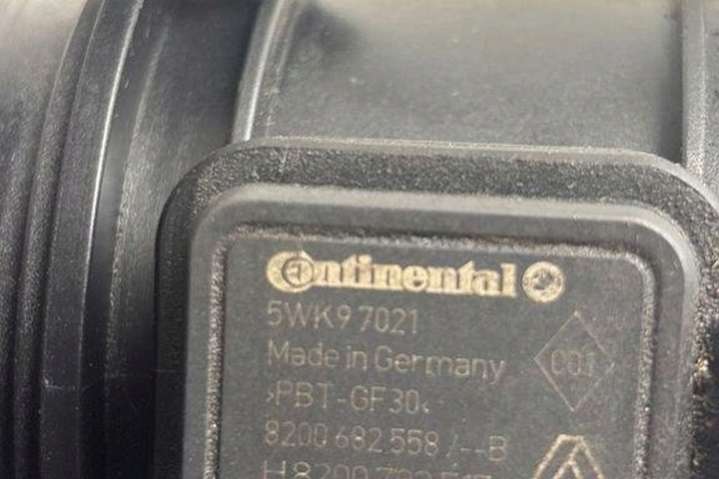 Continental
5WK9 7021
Made in Germany
001
>PBT-GF30<
8200 682 558 /--B